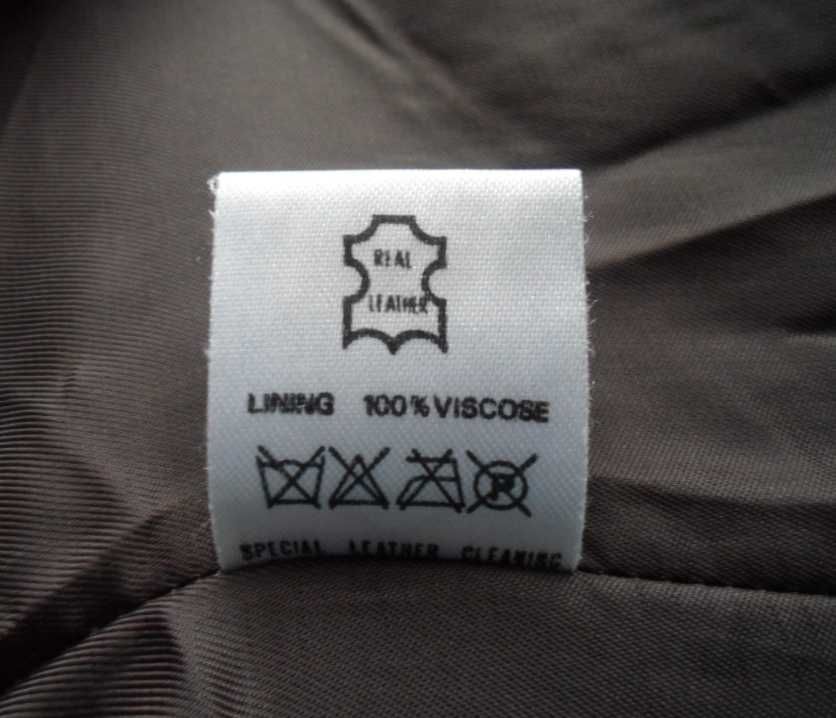 REAL
LEATHER
LINING 100% VISCOSE
P
SPECIAL LEATHER CLEANING